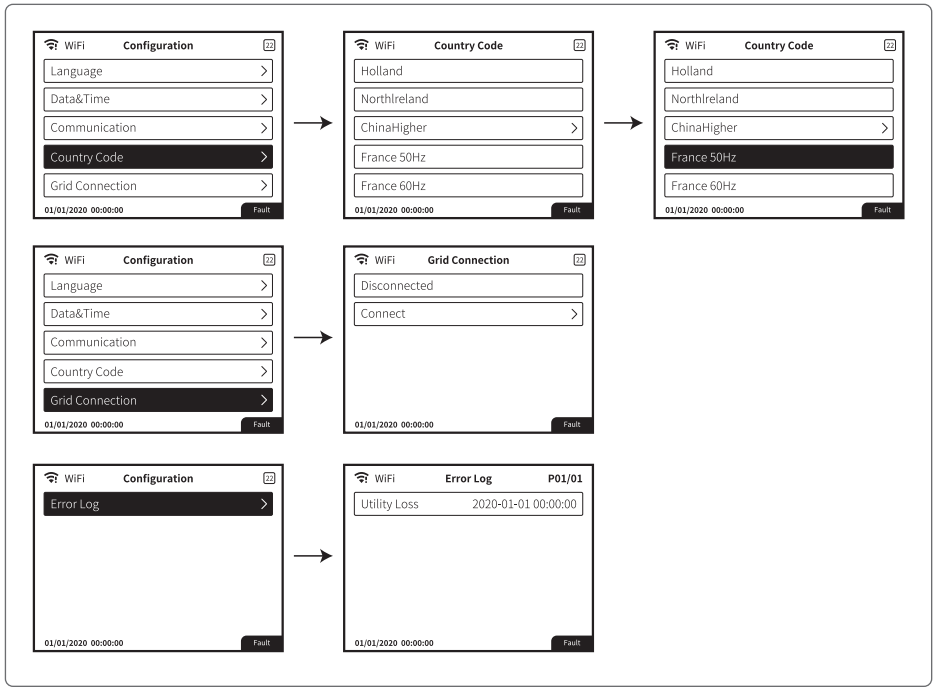 WiFi Configuration 22
Language
Data&Time
Communication
Country Code
Grid Connection
01/01/2020 00:00:00 Fault
WiFi Country Code 22
Holland
NorthIreland
ChinaHigher
France 50Hz
France 60Hz
01/01/2020 00:00:00 Fault
WiFi Country Code 22
Holland
NorthIreland
ChinaHigher
France 50Hz
France 60Hz
01/01/2020 00:00:00 Fault
WiFi Configuration 22
Language
Data&Time
Communication
Country Code
Grid Connection
01/01/2020 00:00:00 Fault
WiFi Grid Connection 22
Disconnected
Connect
01/01/2020 00:00:00 Fault
WiFi Configuration 22
Error Log
01/01/2020 00:00:00 Fault
WiFi Error Log P01/01
Utility Loss 2020-01-01 00:00:00
01/01/2020 00:00:00 Fault